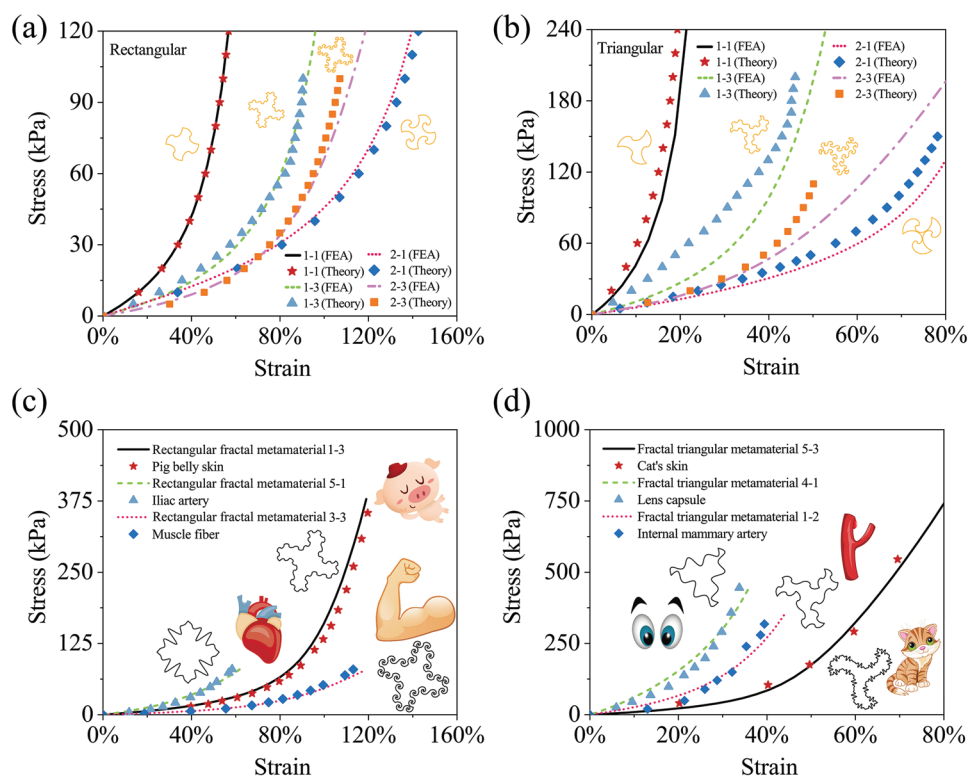 (a)
Rectangular
120
90
60
30
0
Stress (kPa)
1-1 (FEA)
1-1 (Theory)
1-3 (FEA)
1-3 (Theory)
2-1 (FEA)
2-1 (Theory)
2-3 (FEA)
2-3 (Theory)
0% 40% 80% 120% 160%
Strain
(b)
Triangular
240
180
120
60
0
Stress (kPa)
1-1 (FEA)
1-1 (Theory)
1-3 (FEA)
1-3 (Theory)
2-1 (FEA)
2-1 (Theory)
2-3 (FEA)
2-3 (Theory)
0% 20% 40% 60% 80%
Strain
(c)
500
375
250
125
0
Stress (kPa)
Rectangular fractal metamaterial 1-3
Pig belly skin
Rectangular fractal metamaterial 5-1
Iliac artery
Rectangular fractal metamaterial 3-3
Muscle fiber
0% 40% 80% 120% 160%
Strain
(d)
1000
750
500
250
0
Stress (kPa)
Fractal triangular metamaterial 5-3
Cat's skin
Fractal triangular metamaterial 4-1
Lens capsule
Fractal triangular metamaterial 1-2
Internal mammary artery
0% 20% 40% 60% 80%
Strain